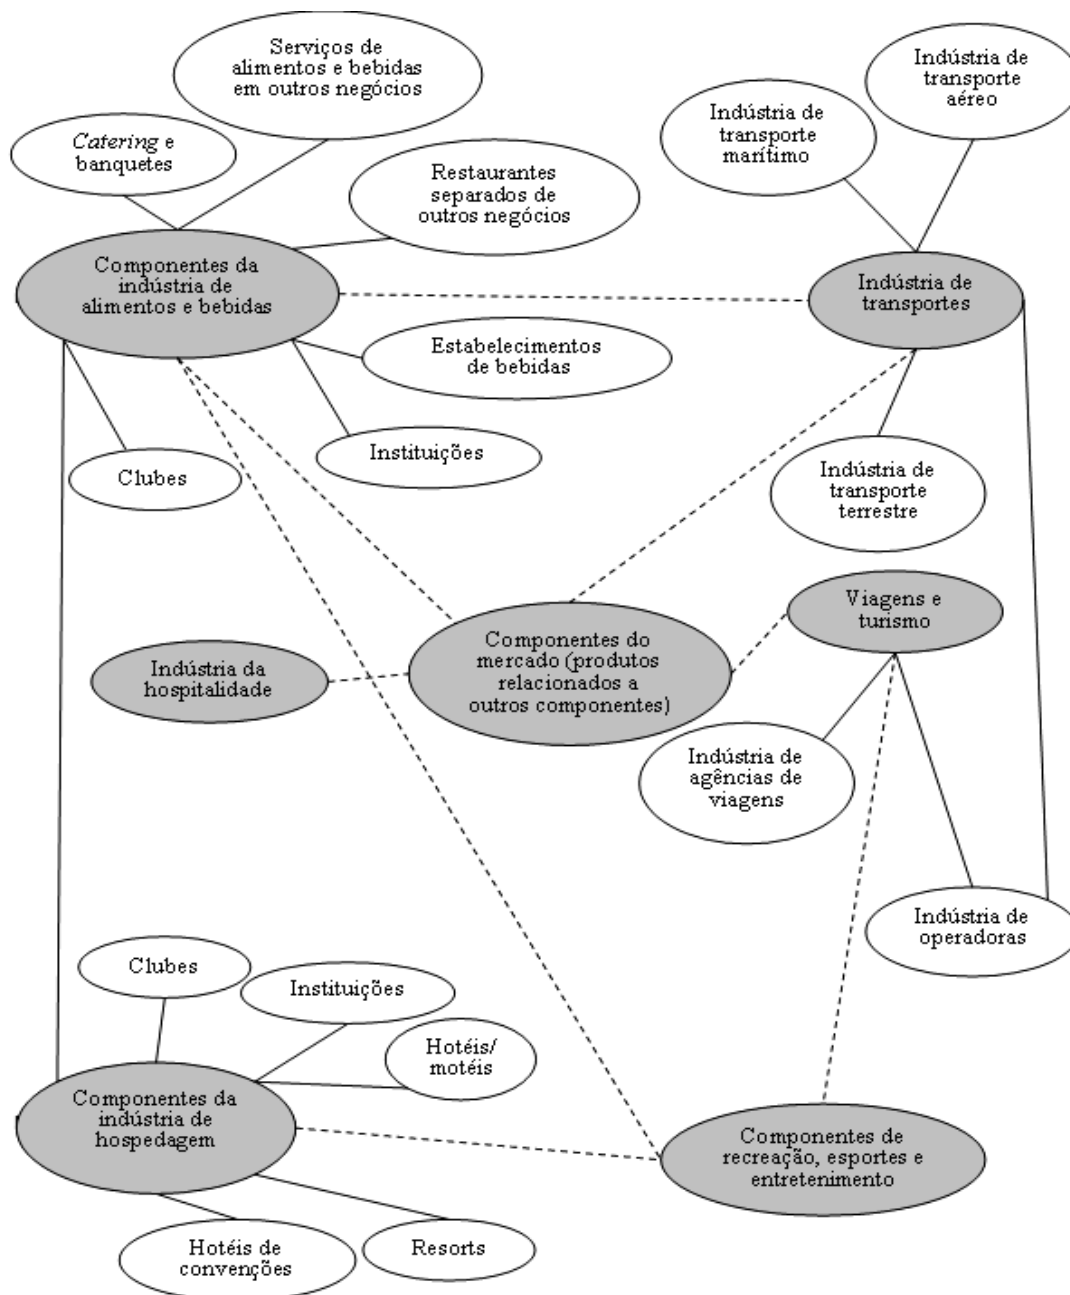 Serviços de
alimentos e bebidas
em outros negócios
Indústria de
transporte
aéreo
Indústria de
transporte
marítimo
Catering e
banquetes
Restaurantes
separados de
outros negócios
Componentes da
indústria de
alimentos e bebidas
Indústria de
transportes
Estabelecimentos
de bebidas
Instituições
Clubes
Indústria de
transporte
terrestre
Viagens e
turismo
Componentes do
mercado (produtos
relacionados a
outros componentes)
Indústria da
hospitalidade
Indústria de
agências de
viagens
Indústria de
operadoras
Clubes
Instituições
Hotéis/
motéis
Componentes da
indústria de
hospedagem
Componentes de
recreação, esportes e
entretenimento
Hotéis de
convenções
Resorts